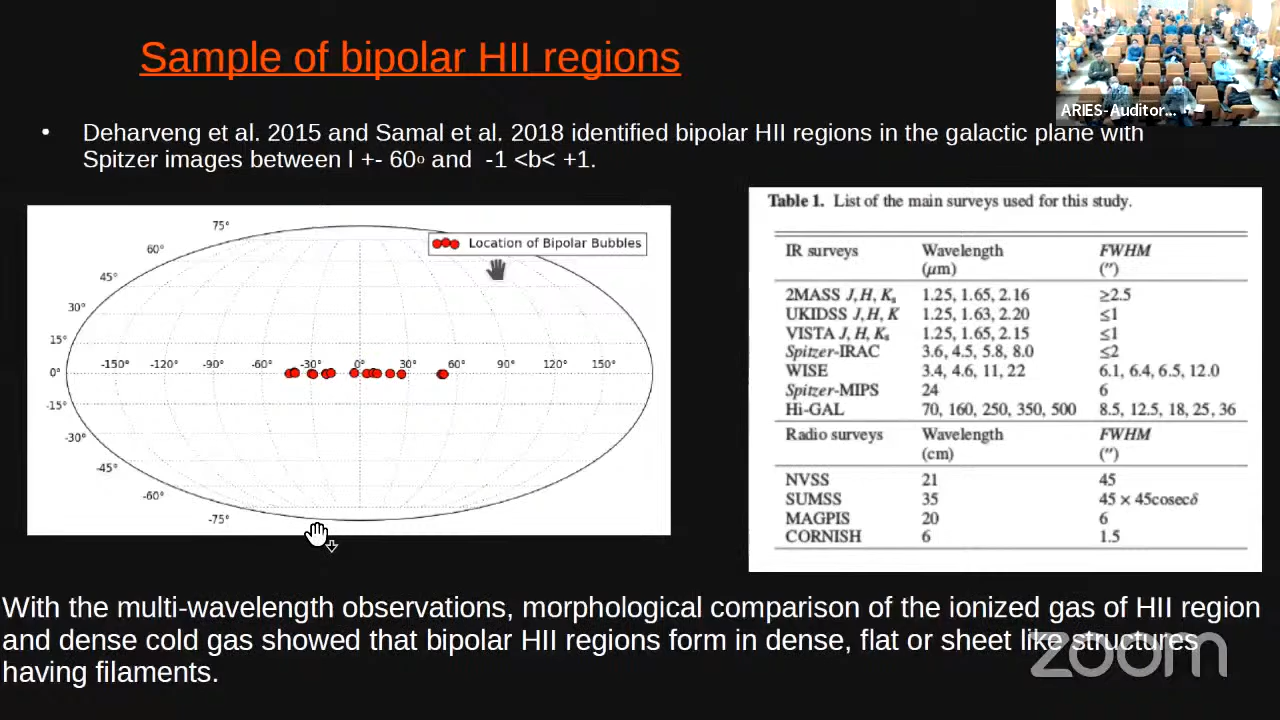 Sample of bipolar HII regions
ARIES-Auditor...
• Deharveng et al. 2015 and Samal et al. 2018 identified bipolar HII regions in the galactic plane with
Spitzer images between l +- 60o and -1 <b< +1.
75°
60°
45°
30°
15°
0°
-15°
-30°
-45°
-60°
-75°
-150° -120° -90° -60° -30° 0° 30° 60° 90° 120° 150°
Location of Bipolar Bubbles
Table 1. List of the main surveys used for this study.
IR surveys Wavelength FWHM
(μm) (″)
2MASS J, H, Ks 1.25, 1.65, 2.16 ≥2.5
UKIDSS J, H, K 1.25, 1.63, 2.20 ≤1
VISTA J, H, Ks 1.25, 1.65, 2.15 ≤1
Spitzer-IRAC 3.6, 4.5, 5.8, 8.0 ≤2
WISE 3.4, 4.6, 11, 22 6.1, 6.4, 6.5, 12.0
Spitzer-MIPS 24 6
Hi-GAL 70, 160, 250, 350, 500 8.5, 12.5, 18, 25, 36
Radio surveys Wavelength FWHM
(cm) (″)
NVSS 21 45
SUMSS 35 45 × 45cosecδ
MAGPIS 20 6
CORNISH 6 1.5
With the multi-wavelength observations, morphological comparison of the ionized gas of HII region
and dense cold gas showed that bipolar HII regions form in dense, flat or sheet like structures
having filaments.
zoom